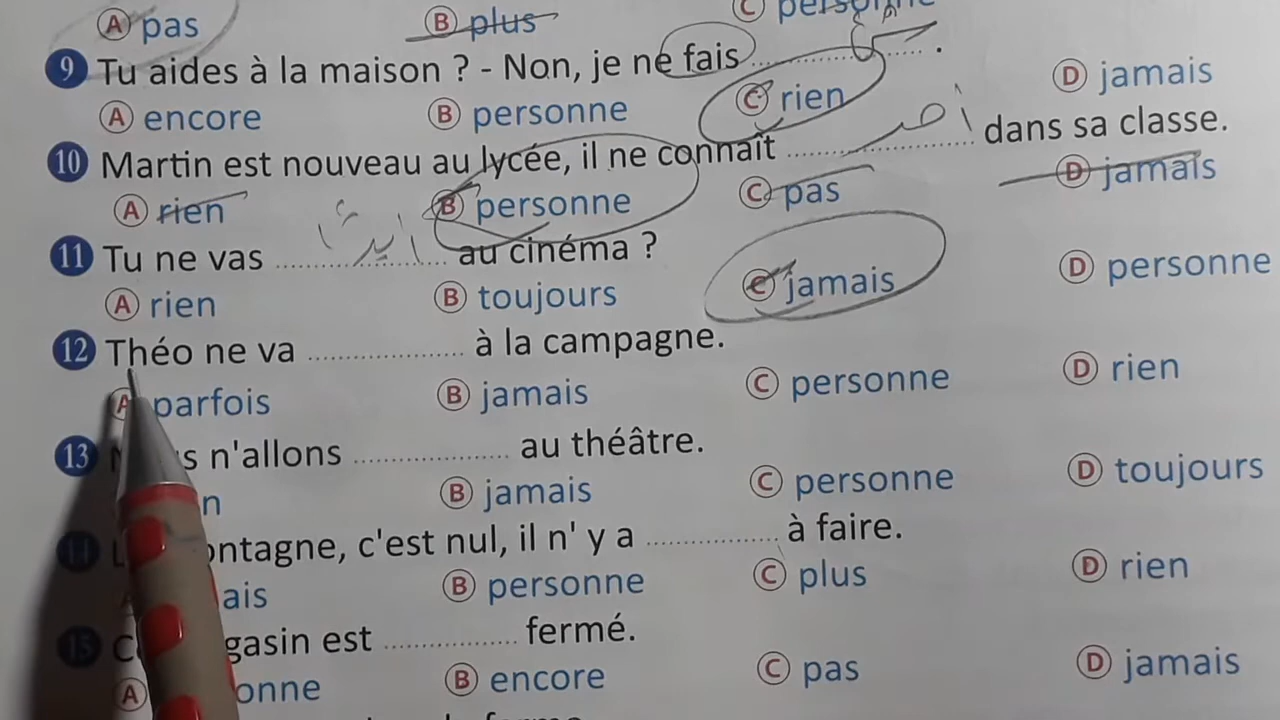 A pas B plus C
9 Tu aides à la maison ? - Non, je ne fais .................... .
A encore B personne C rien D jamais
10 Martin est nouveau au lycée, il ne connaît .................... dans sa classe.
A rien B personne C pas D jamais
11 Tu ne vas .................... au cinéma ?
A rien B toujours C jamais D personne
12 Théo ne va .................... à la campagne.
A parfois B jamais C personne D rien
13 n'allons .................... au théâtre.
B jamais C personne D toujours
c'est nul, il n' y a .................... à faire.
B personne C plus D rien
15 est .................... fermé.
A B encore C pas D jamais